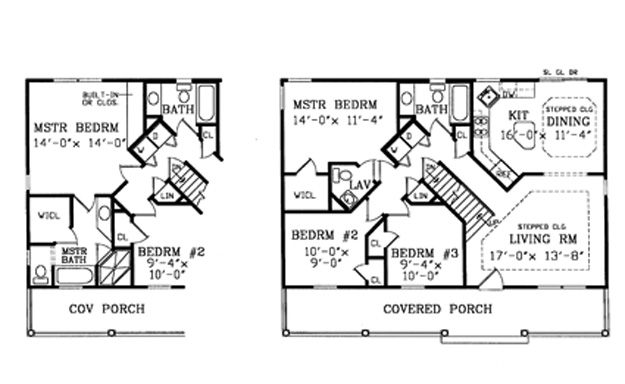 BUILT-IN
OR CLOS.
MSTR BEDRM
14'-0"x 14'-0"
BATH
D
CL
DN
LIN
WICL
MSTR
BATH
CL
BEDRM #2
9'-4"x
10'-0"
COV PORCH
SL GL DR
MSTR BEDRM
14'-0"x 11'-4"
BATH
D
CL
DW
KIT
16'-0"x 11'-4"
STEPPED CLG
DINING
REF
WICL
LAV
DN
LIN
UP
BEDRM #2
10'-0"x
9'-0"
CL
CL
BEDRM #3
9'-4"x
10'-0"
STEPPED CLG
LIVING RM
17'-0"x 13'-8"
COVERED PORCH